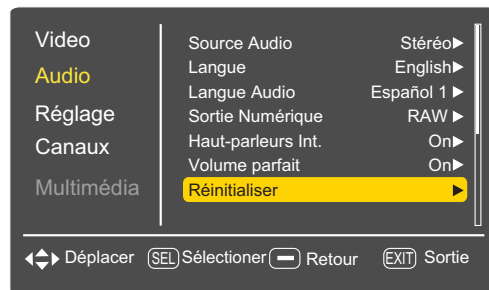 Video
Audio
Réglage
Canaux
Multimédia
Source Audio Stéréo
Langue English
Langue Audio Español 1
Sortie Numérique RAW
Haut-parleurs Int. On
Volume parfait On
Réinitialiser
Déplacer SEL Sélectioner Retour EXIT Sortie